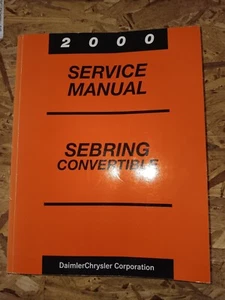 2000
SERVICE
MANUAL
SEBRING
CONVERTIBLE
DaimlerChrysler Corporation